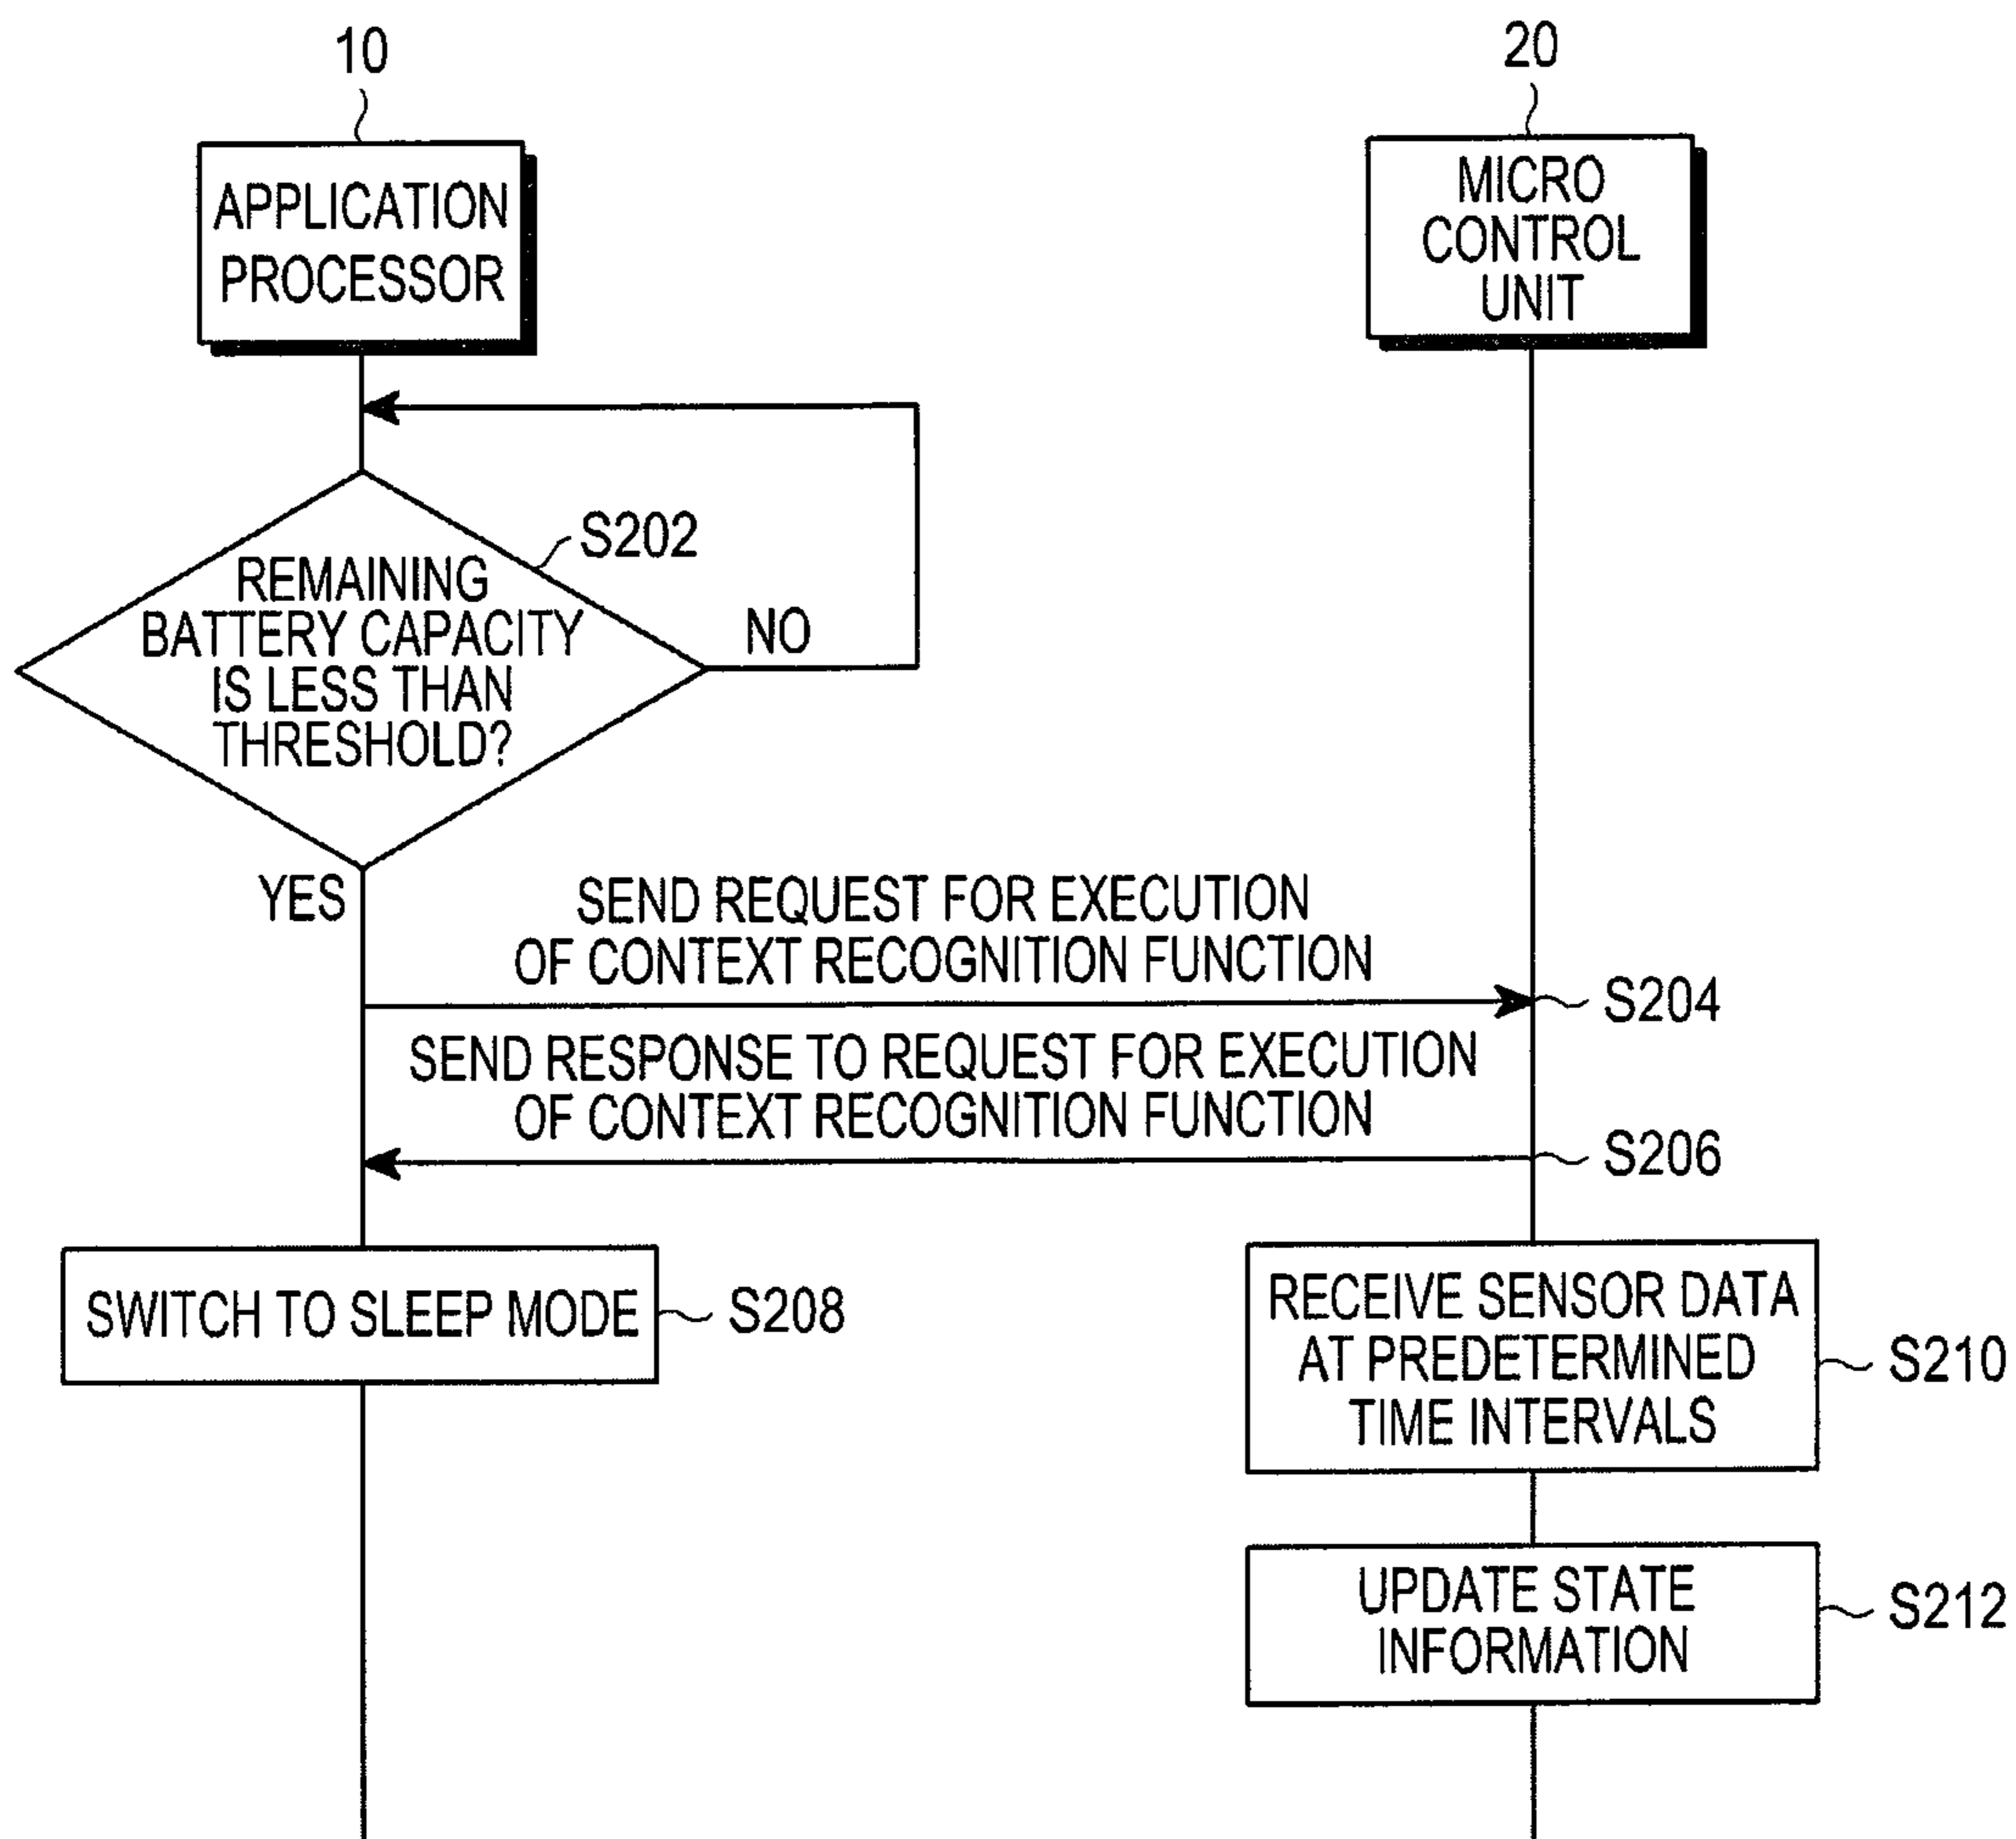 10
20
APPLICATION
PROCESSOR
MICRO
CONTROL
UNIT
S202
REMAINING
BATTERY CAPACITY
IS LESS THAN
THRESHOLD?
NO
YES
SEND REQUEST FOR EXECUTION
OF CONTEXT RECOGNITION FUNCTION
S204
SEND RESPONSE TO REQUEST FOR EXECUTION
OF CONTEXT RECOGNITION FUNCTION
S206
SWITCH TO SLEEP MODE
S208
RECEIVE SENSOR DATA
AT PREDETERMINED
TIME INTERVALS
S210
UPDATE STATE
INFORMATION
S212